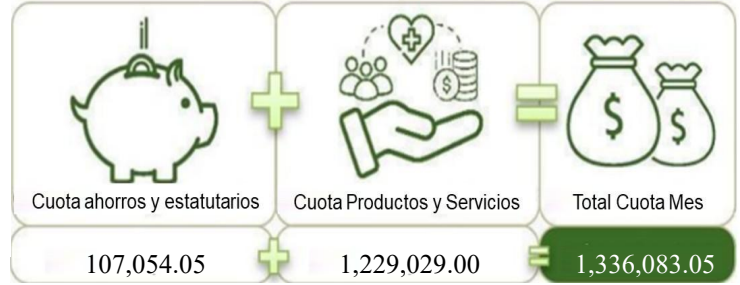 Cuota ahorros y estatutarios
Cuota Productos y Servicios
Total Cuota Mes
107,054.05
1,229,029.00
1,336,083.05